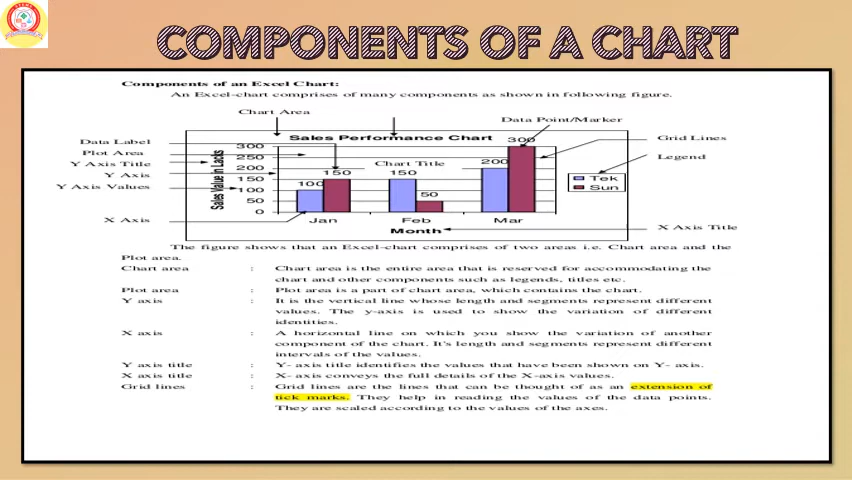 COMPONENTS OF A CHART
Components of an Excel Chart:
An Excel-chart comprises of many components as shown in following figure.
Chart Area
Data Point/Marker
Data Label
Plot Area
Y Axis Title
Y Axis
Y Axis Values
X Axis
Sales Performance Chart
Chart Title
Sales Value in Lacks
300
250
200
150
100
50
0
100
150
150
50
200
300
Jan Feb Mar
Month
Tek
Sun
Grid Lines
Legend
X Axis Title
The figure shows that an Excel-chart comprises of two areas i.e. Chart area and the
Plot area.
Chart area : Chart area is the entire area that is reserved for accommodating the
chart and other components such as legends, titles etc.
Plot area : Plot area is a part of chart area, which contains the chart.
Y axis : It is the vertical line whose length and segments represent different
values. The y-axis is used to show the variation of different
identities.
X axis : A horizontal line on which you show the variation of another
component of the chart. It's length and segments represent different
intervals of the values.
Y axis title : Y- axis title identifies the values that have been shown on Y- axis.
X axis title : X- axis conveys the full details of the X-axis values.
Grid lines : Grid lines are the lines that can be thought of as an extension of
tick marks. They help in reading the values of the data points.
They are scaled according to the values of the axes.